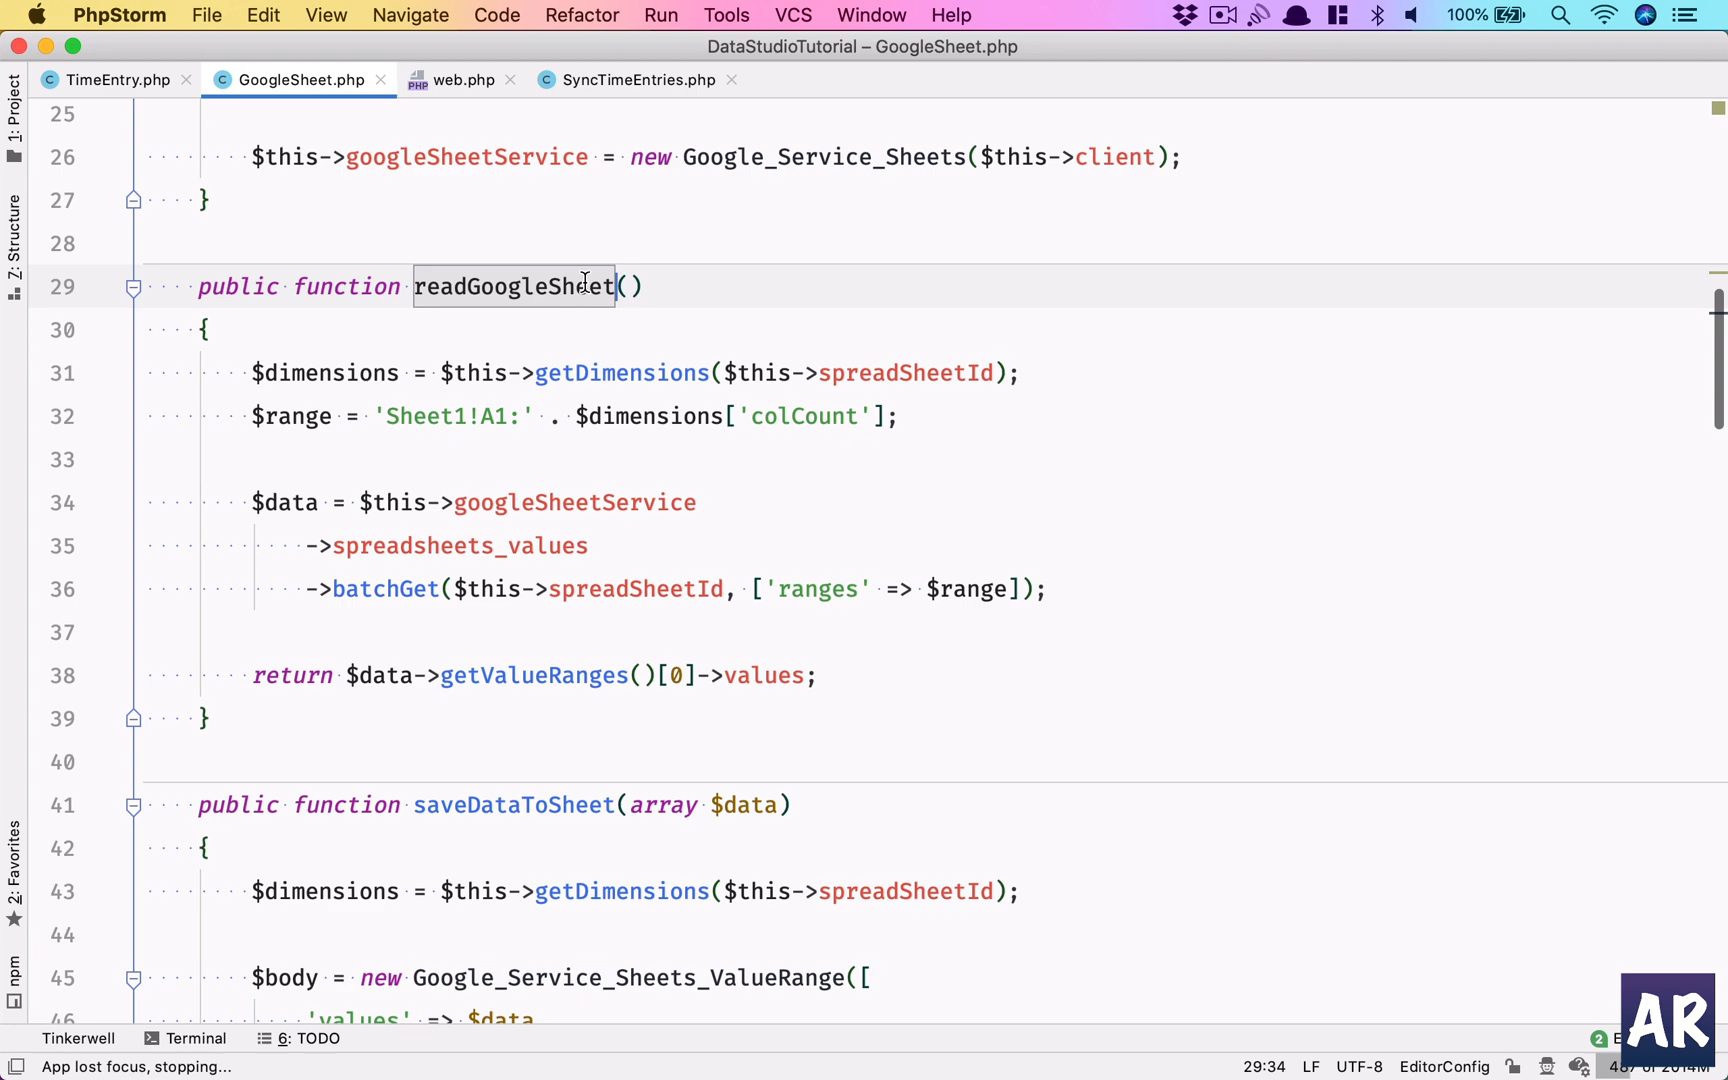 PhpStorm File Edit View Navigate Code Refactor Run Tools VCS Window Help 100%
DataStudioTutorial – GoogleSheet.php
TimeEntry.php GoogleSheet.php web.php SyncTimeEntries.php
1: Project
7: Structure
2: Favorites
npm
25
26 $this->googleSheetService = new Google_Service_Sheets($this->client);
27 }
28
29 public function readGoogleSheet()
30 {
31 $dimensions = $this->getDimensions($this->spreadSheetId);
32 $range = 'Sheet1!A1:' . $dimensions['colCount'];
33
34 $data = $this->googleSheetService
35 ->spreadsheets_values
36 ->batchGet($this->spreadSheetId, ['ranges' => $range]);
37
38 return $data->getValueRanges()[0]->values;
39 }
40
41 public function saveDataToSheet(array $data)
42 {
43 $dimensions = $this->getDimensions($this->spreadSheetId);
44
45 $body = new Google_Service_Sheets_ValueRange([
46 'values' => $data
Tinkerwell Terminal 6: TODO 2
App lost focus, stopping... 29:34 LF UTF-8 EditorConfig
AR